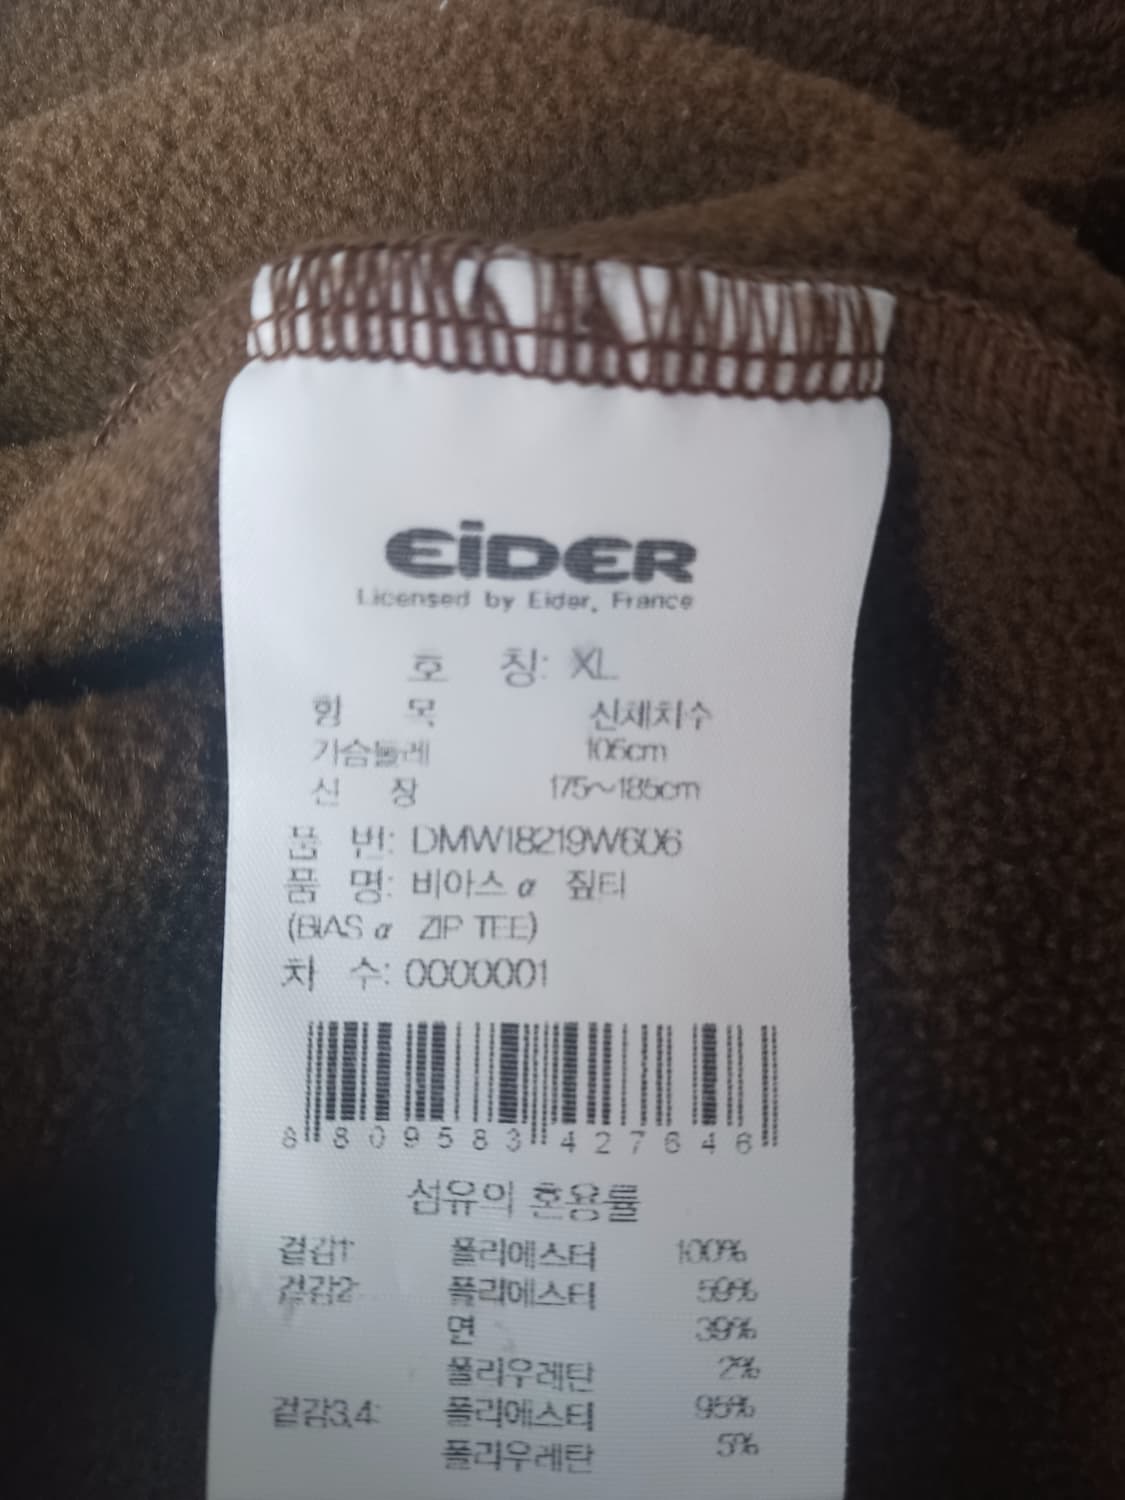 EiDER
Licensed by Eider, France
호 칭: XL
항 목 신체치수
가슴둘레 105cm
신 장 175~185cm
품 번: DMW18219W606
품 명: 비아스 α 짚티
(BIAS α ZIP TEE)
차 수: 0000001
8 809583 427646
섬유의 혼용률
겉감1: 폴리에스터 100%
겉감2: 폴리에스터 59%
면 39%
폴리우레탄 2%
겉감3,4: 폴리에스터 95%
폴리우레탄 5%